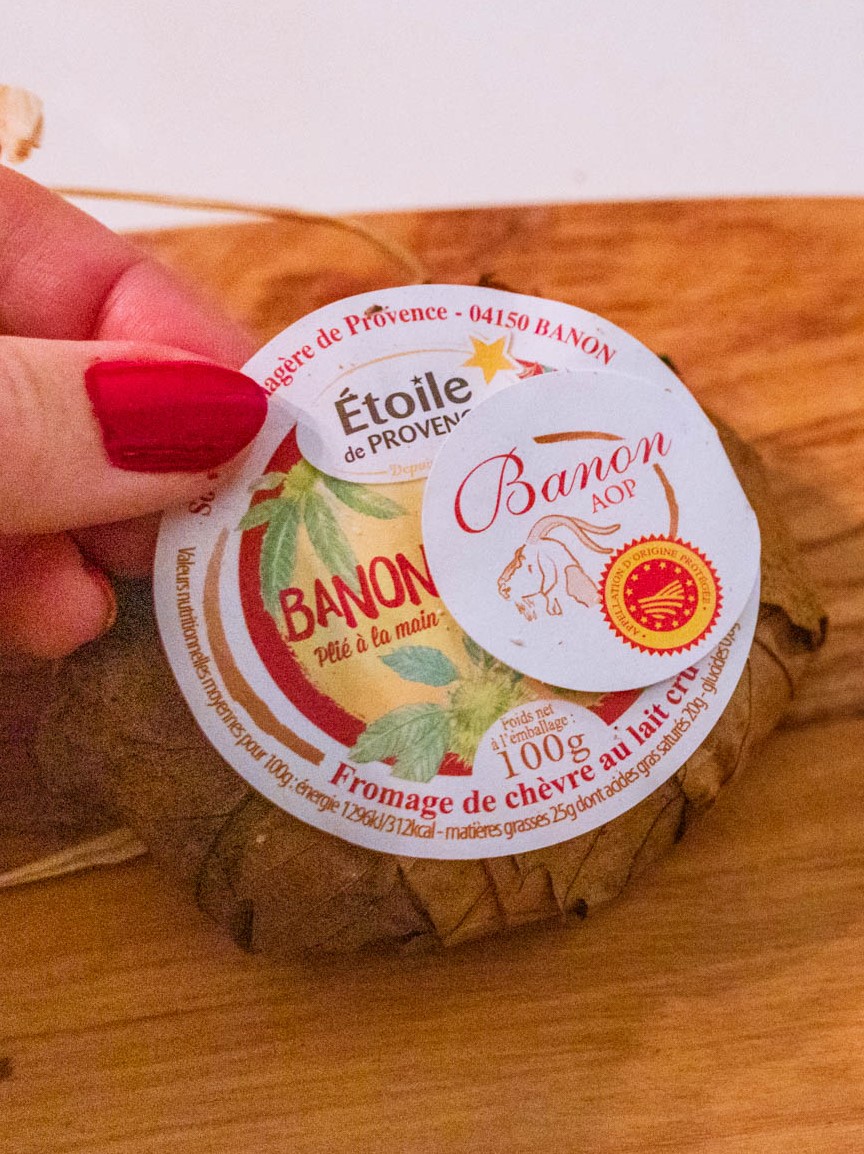 de Provence - 04150 BANON
Étoile
de
Banon
AOP
APPELLATION D'ORIGINE PROTÉGÉE
BANON
Plié à la main
Poids net
à l'emballage :
100g
Fromage de chèvre au lait cru
Valeurs nutritionnelles moyennes pour 100g : énergie 1296kJ/312kcal - matières grasses 25g dont acides gras saturés 20g - glucides